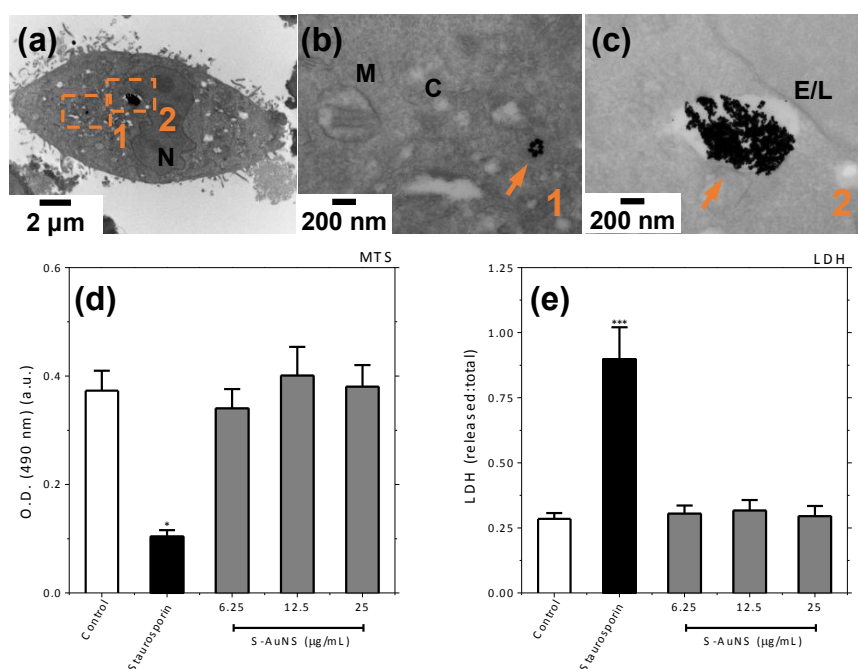 (a)
1
2
N
2 µm
(b)
M
C
1
200 nm
(c)
E/L
2
200 nm
(d)
MTS
O.D. (490 nm) (a.u.)
0.6
0.4
0.2
0.0
*
Control
Staurosporin
6.25
12.5
25
S-AuNS (µg/mL)
(e)
LDH
LDH (released:total)
1.25
1.00
0.75
0.50
0.25
0.00
***
Control
Staurosporin
6.25
12.5
25
S-AuNS (µg/mL)